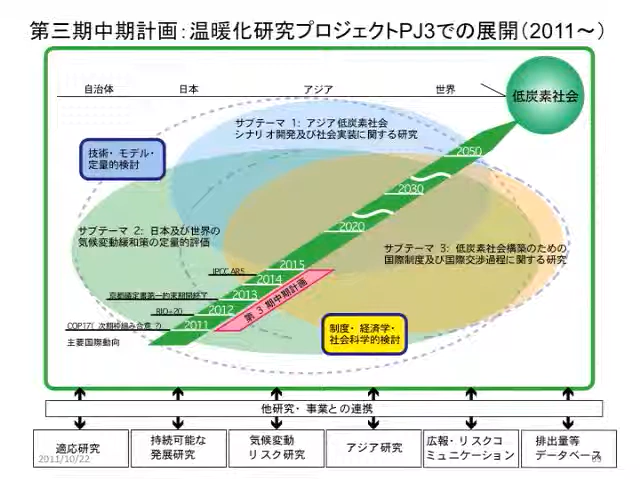 第三期中期計画：温暖化研究プロジェクトPJ3での展開（2011～）
自治体
日本
アジア
世界
低炭素社会
サブテーマ 1: アジア低炭素社会
シナリオ開発及び社会実装に関する研究
技術・モデル・
定量的検討
2050
2030
2020
サブテーマ 2: 日本及び世界の
気候変動緩和策の定量的評価
サブテーマ 3: 低炭素社会構築のための
国際制度及び国際交渉過程に関する研究
IPCC AR5
2015
2014
京都議定書第一約束期間終了
2013
RIO+20
2012
COP17( 次期枠組み合意 ?)
2011
第 3 期中期計画
主要国際動向
制度・経済学・
社会科学的検討
他研究・事業との連携
適応研究
持続可能な
発展研究
気候変動
リスク研究
アジア研究
広報・リスクコ
ミュニケーション
排出量等
データベース
2011/10/22